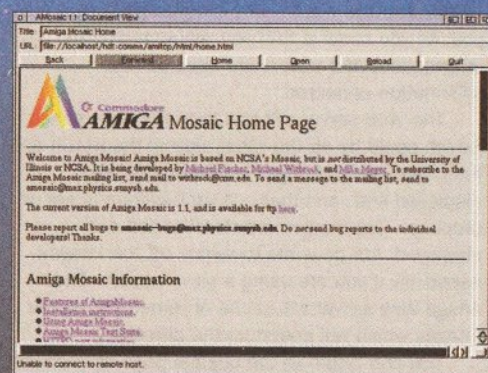 AMosaic 1.1: Document View
Title Amiga Mosaic Home
URL file://localhost/hd1:comms/amitcp/html/home.html
Back Forward Home Open Reload Quit
Commodore
AMIGA Mosaic Home Page
Welcome to Amiga Mosaic! Amiga Mosaic is based on NCSA's Mosaic, but is not distributed by the University of
Illinois or NCSA. It is being developed by Michael Fischer, Michael Witbrock, and Mike Meyer. To subscribe to the
Amiga Mosaic mailing list, send mail to witbrock@cmu.edu. To send a message to the mailing list, send to
amosaic@max.physics.sunysb.edu.
The current version of Amiga Mosaic is 1.1, and is available for ftp here.
Please report all bugs to amosaic-bugs@max.physics.sunysb.edu. Do not send bug reports to the individual
developers! Thanks.
Amiga Mosaic Information
Features of AmigaMosaic.
Installation instructions.
Using Amiga Mosaic.
Amiga Mosaic Test Suite.
Unable to connect to remote host.